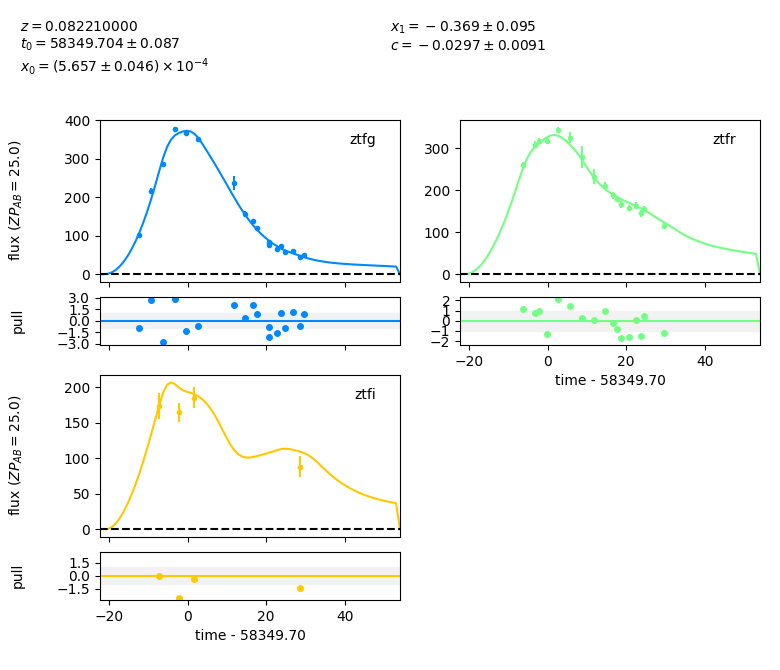 z = 0.082210000
t₀ = 58349.704 ± 0.087
x₀ = (5.657 ± 0.046) × 10⁻⁴
x₁ = −0.369 ± 0.095
c = −0.0297 ± 0.0091
flux (ZP_AB = 25.0)
400
300
200
100
0
ztfg
pull
3.0
1.5
0.0
−1.5
−3.0
300
200
100
0
ztfr
2
1
0
−1
−2
−20 0 20 40
time - 58349.70
flux (ZP_AB = 25.0)
200
150
100
50
0
ztfi
pull
1.5
0.0
−1.5
−20 0 20 40
time - 58349.70